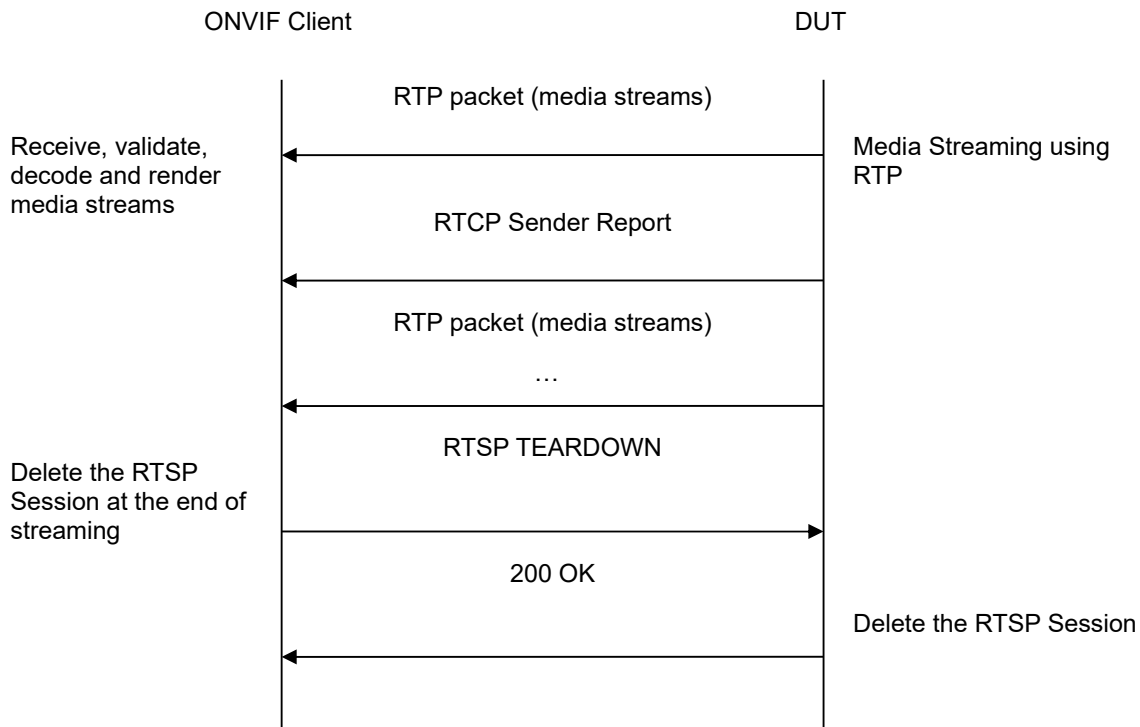 ONVIF Client
DUT
RTP packet (media streams)
Receive, validate,
decode and render
media streams
Media Streaming using
RTP
RTCP Sender Report
RTP packet (media streams)
…
RTSP TEARDOWN
Delete the RTSP
Session at the end of
streaming
200 OK
Delete the RTSP Session